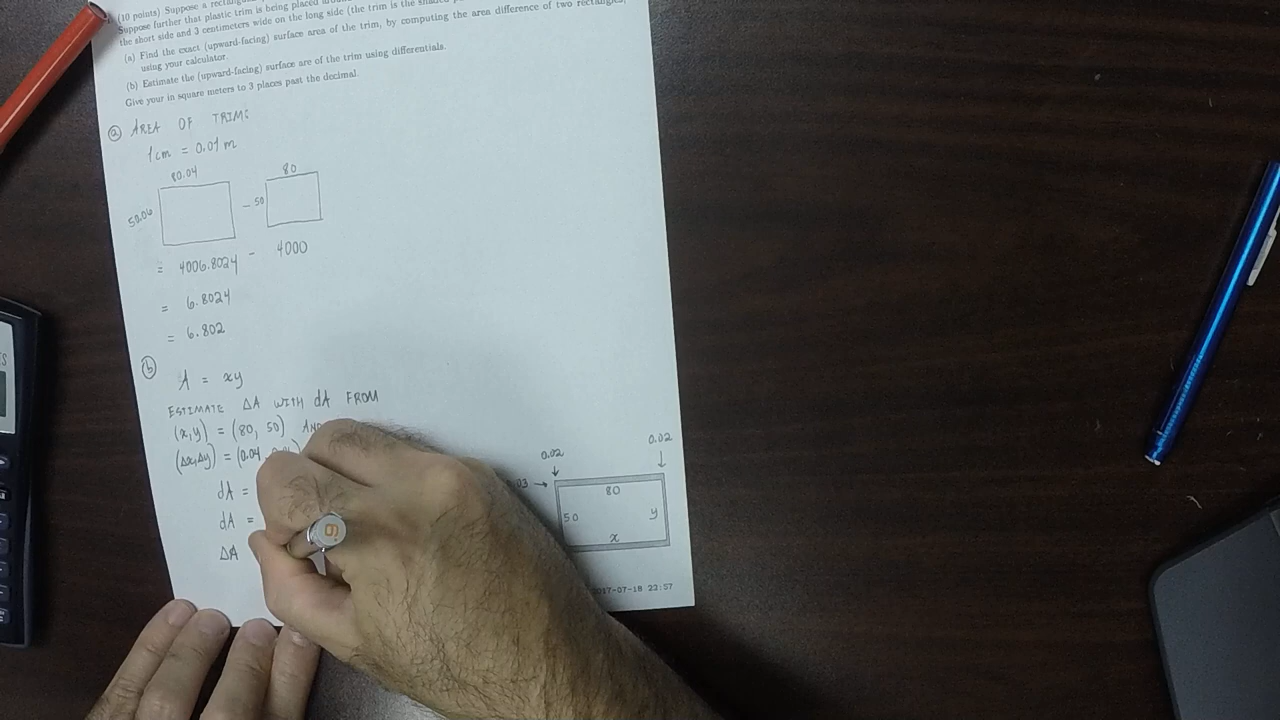 (10 points) Suppose a
Suppose further that plastic trim is being placed
the short side and 3 centimeters wide on the long side (the trim is the
(a) Find the exact (upward-facing) surface area of the trim, by computing the area difference of two rectangles,
using your calculator.
(b) Estimate the (upward-facing) surface are of the trim using differentials.
Give your in square meters to 3 places past the decimal.
(a) AREA OF TRIM:
1cm = 0.01 m
80.04
80
50.06
- 50
= 4006.8024 - 4000
= 6.8024
= 6.802
(b)
A = xy
ESTIMATE ΔA WITH dA FROM
(x,y) = (80, 50)
(Δx,Δy) = (0.04
dA =
dA =
ΔA
0.02
0.02
03 →
80
50
y
x
2017-07-18 22:57